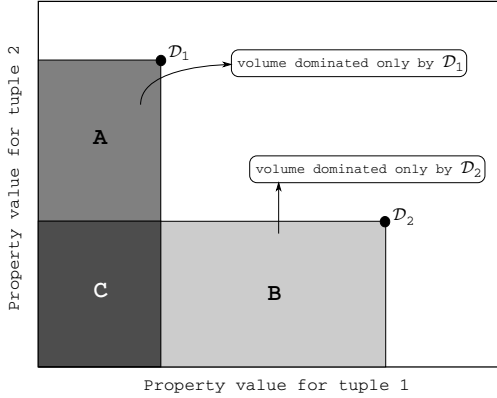 𝒟₁
volume dominated only by 𝒟₁
A
volume dominated only by 𝒟₂
𝒟₂
C
B
Property value for tuple 2
Property value for tuple 1